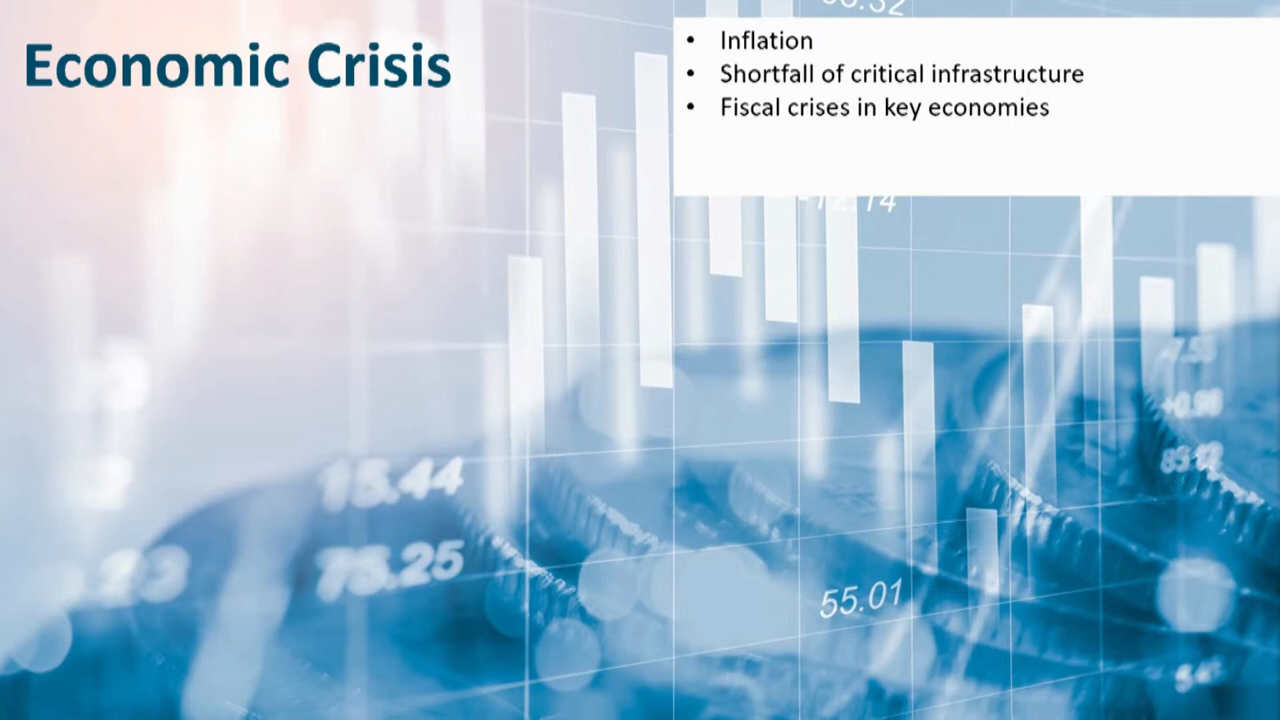 Economic Crisis
• Inflation
• Shortfall of critical infrastructure
• Fiscal crises in key economies
15.44
75.25
55.01